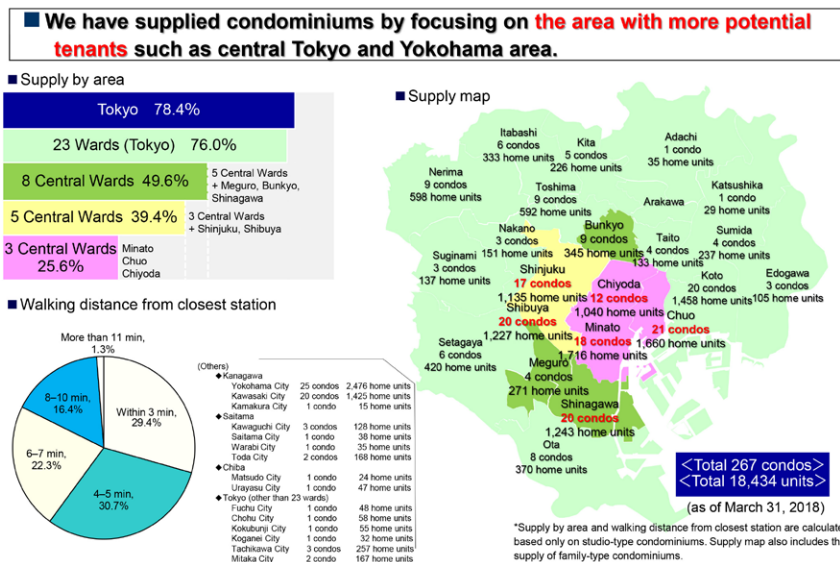 ■ We have supplied condominiums by focusing on the area with more potential
tenants such as central Tokyo and Yokohama area.
■ Supply by area
Tokyo 78.4%
23 Wards (Tokyo) 76.0%
8 Central Wards 49.6%
5 Central Wards
+ Meguro, Bunkyo,
Shinagawa
5 Central Wards 39.4%
3 Central Wards
+ Shinjuku, Shibuya
3 Central Wards
25.6%
Minato
Chuo
Chiyoda
■ Walking distance from closest station
More than 11 min,
1.3%
Within 3 min,
29.4%
4–5 min,
30.7%
6–7 min,
22.3%
8–10 min,
16.4%
(Others)
◆Kanagawa
Yokohama City 25 condos 2,476 home units
Kawasaki City 20 condos 1,425 home units
Kamakura City 1 condo 15 home units
◆Saitama
Kawaguchi City 3 condos 128 home units
Saitama City 1 condo 38 home units
Warabi City 1 condo 35 home units
Toda City 2 condos 168 home units
◆Chiba
Matsudo City 1 condo 24 home units
Urayasu City 1 condo 47 home units
◆Tokyo (other than 23 wards)
Fuchu City 1 condo 48 home units
Chohu City 1 condo 58 home units
Kokubunji City 1 condo 55 home units
Koganei City 1 condo 32 home units
Tachikawa City 3 condos 257 home units
Mitaka City 2 condo 167 home units
■ Supply map
Itabashi
6 condos
333 home units
Kita
5 condos
226 home units
Adachi
1 condo
35 home units
Nerima
9 condos
598 home units
Toshima
9 condos
592 home units
Arakawa
Katsushika
1 condo
29 home units
Nakano
3 condos
151 home units
Bunkyo
9 condos
345 home units
Taito
4 condos
133 home units
Sumida
4 condos
237 home units
Suginami
3 condos
137 home units
Shinjuku
17 condos
1,135 home units
Chiyoda
12 condos
1,040 home units
Koto
20 condos
1,458 home units
Edogawa
3 condos
105 home units
Shibuya
20 condos
1,227 home units
Minato
18 condos
1,716 home units
Chuo
21 condos
1,660 home units
Setagaya
6 condos
420 home units
Meguro
4 condos
271 home units
Shinagawa
20 condos
1,243 home units
Ota
8 condos
370 home units
<Total 267 condos>
<Total 18,434 units>
(as of March 31, 2018)
*Supply by area and walking distance from closest station are calculate
based only on studio-type condominiums. Supply map also includes th
supply of family-type condominiums.